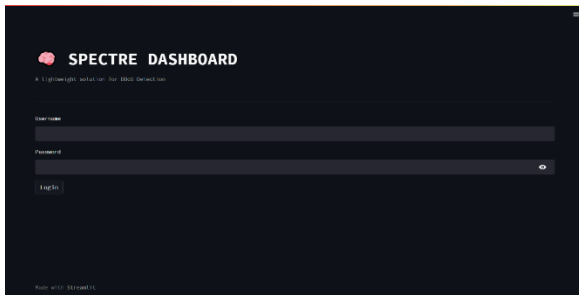 SPECTRE DASHBOARD
A lightweight solution for DDoS Detection
Username
Password
Login
Made with Streamlit